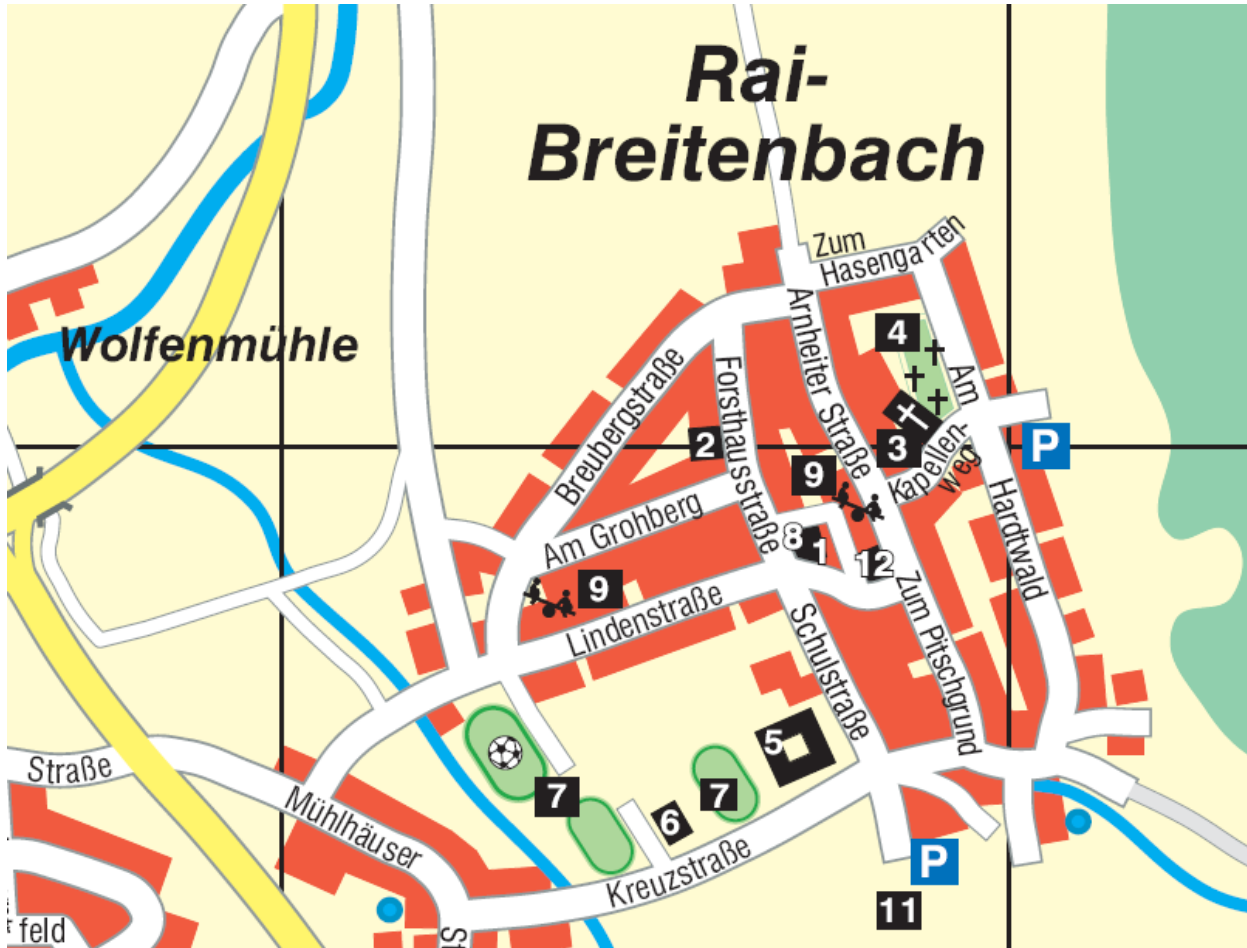 Rai-
Breitenbach
Zum
Hasengarten
Wolfenmühle
Arnheiter Straße
4
Am
Breubergstraße
Forsthausstraße
2
3
P
9
Kapellen-
weg
Am Grohberg
8
1
12
Hardtwald
9
Lindenstraße
Zum Pitschgrund
Schulstraße
5
Straße
7
7
Mühlhäuser
6
Kreuzstraße
P
11
feld
St